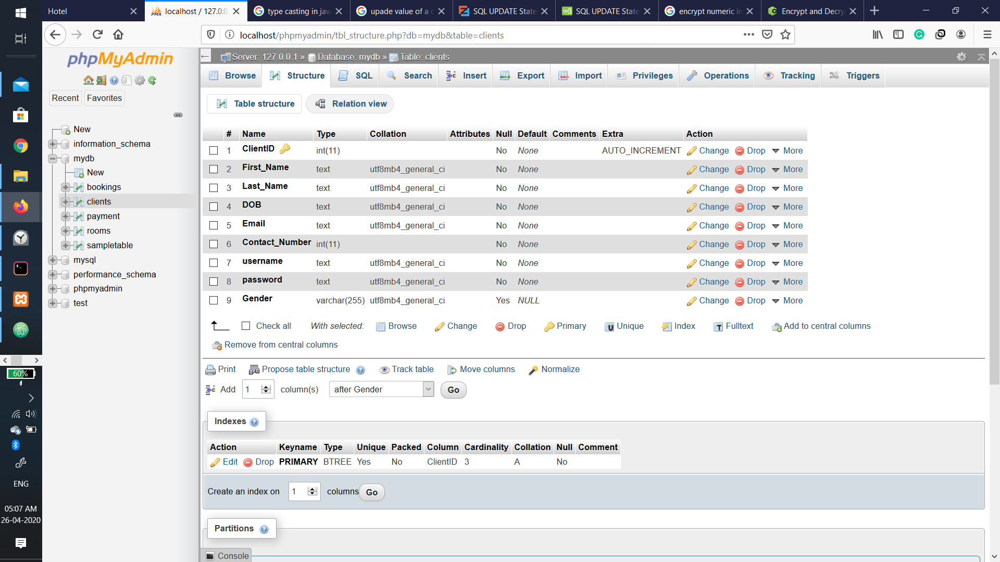 Hotel
localhost / 127.0.0.
type casting in jav
upade value of a c
SQL UPDATE State
SQL UPDATE State
encrypt numeric in
Encrypt and Decry
localhost/phpmyadmin/tbl_structure.php?db=mydb&table=clients
phpMyAdmin
Recent
Favorites
New
information_schema
mydb
New
bookings
clients
payment
rooms
sampletable
mysql
performance_schema
phpmyadmin
test
Server: 127.0.0.1 » Database: mydb » Table: clients
Browse Structure SQL Search Insert Export Import Privileges Operations Tracking Triggers
Table structure Relation view
# Name Type Collation Attributes Null Default Comments Extra Action
1 ClientID int(11) No None AUTO_INCREMENT Change Drop More
2 First_Name text utf8mb4_general_ci No None Change Drop More
3 Last_Name text utf8mb4_general_ci No None Change Drop More
4 DOB text utf8mb4_general_ci No None Change Drop More
5 Email text utf8mb4_general_ci No None Change Drop More
6 Contact_Number int(11) No None Change Drop More
7 username text utf8mb4_general_ci No None Change Drop More
8 password text utf8mb4_general_ci No None Change Drop More
9 Gender varchar(255) utf8mb4_general_ci Yes NULL Change Drop More
Check all With selected: Browse Change Drop Primary Unique Index Fulltext Add to central columns
Remove from central columns
Print Propose table structure Track table Move columns Normalize
Add 1 column(s) after Gender Go
Indexes
Action Keyname Type Unique Packed Column Cardinality Collation Null Comment
Edit Drop PRIMARY BTREE Yes No ClientID 3 A No
Create an index on 1 columns Go
Partitions
Console
60%
ENG
05:07 AM
26-04-2020